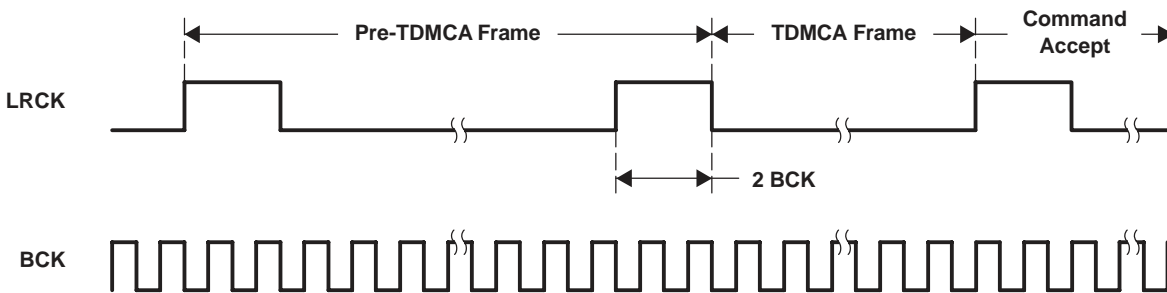 Pre-TDMCA Frame
TDMCA Frame
Command
Accept
LRCK
2 BCK
BCK